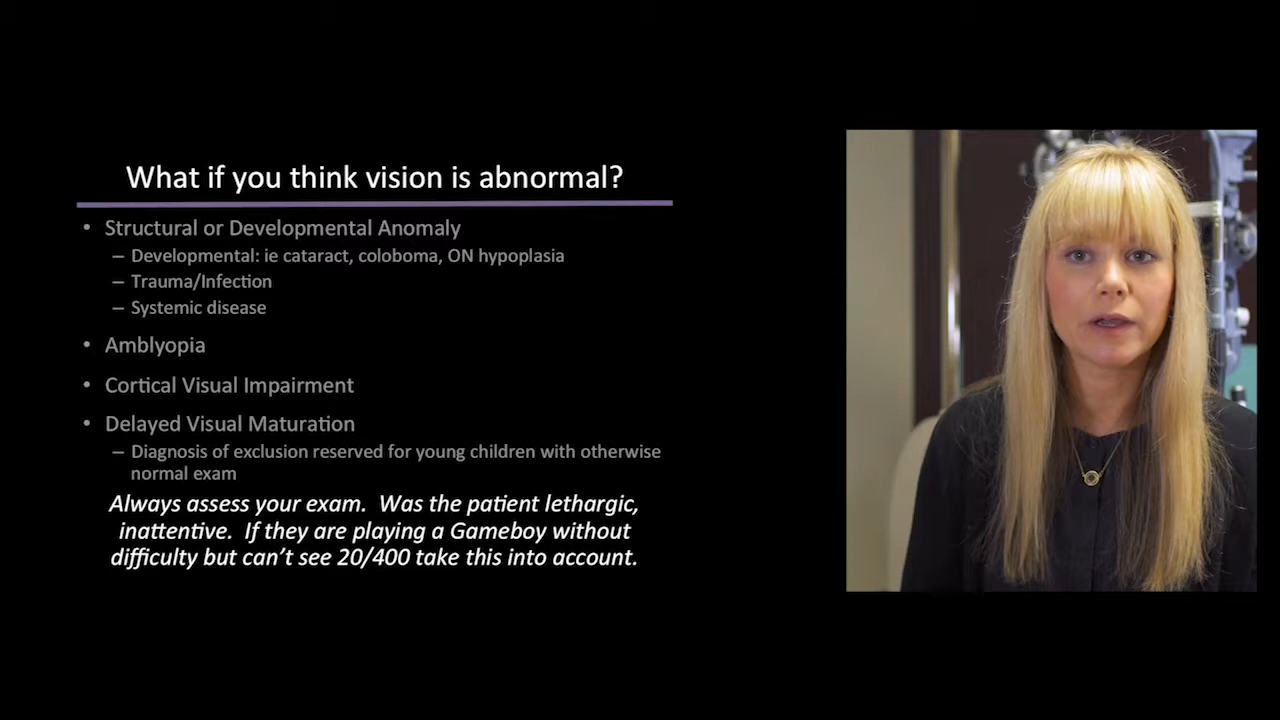 What if you think vision is abnormal?
• Structural or Developmental Anomaly
– Developmental: ie cataract, coloboma, ON hypoplasia
– Trauma/Infection
– Systemic disease
• Amblyopia
• Cortical Visual Impairment
• Delayed Visual Maturation
– Diagnosis of exclusion reserved for young children with otherwise
normal exam
Always assess your exam.  Was the patient lethargic,
inattentive.  If they are playing a Gameboy without
difficulty but can't see 20/400 take this into account.